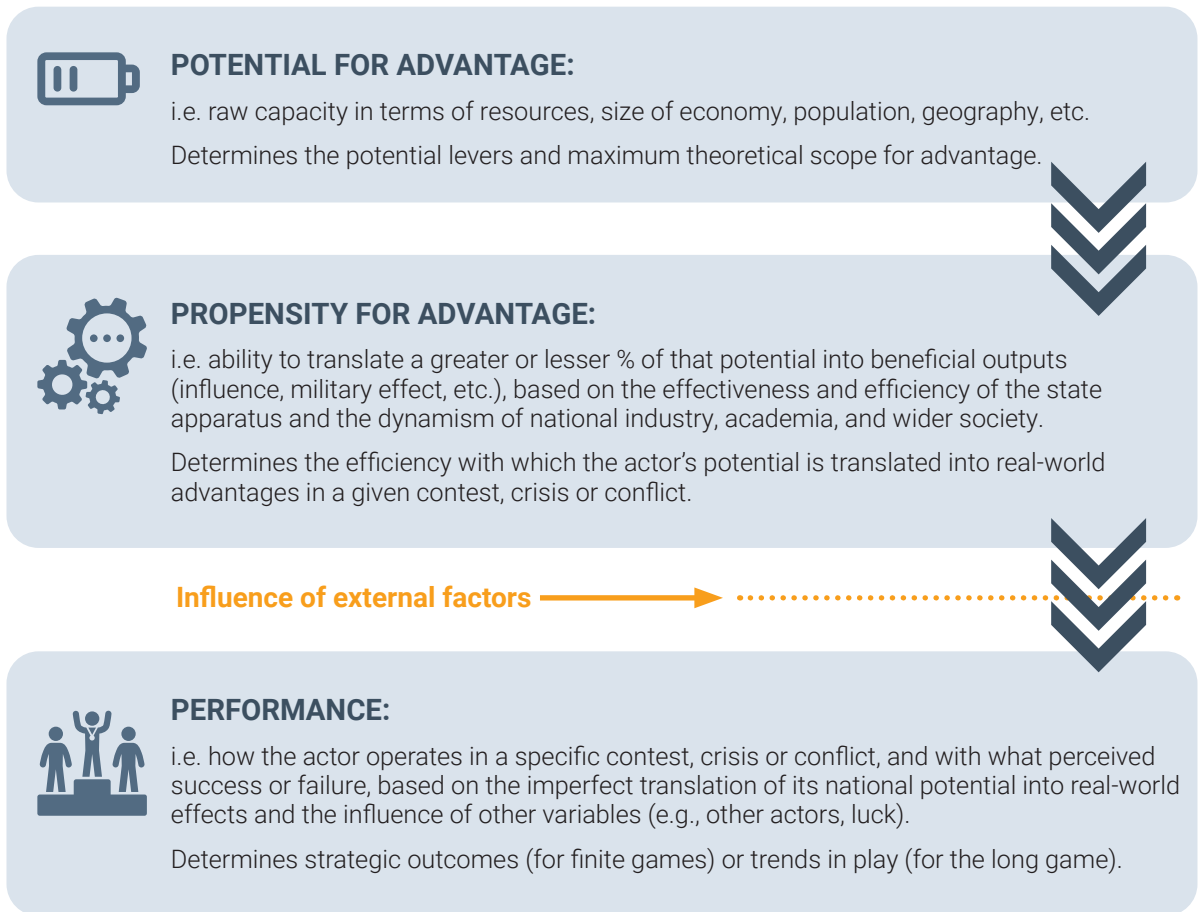 POTENTIAL FOR ADVANTAGE:
i.e. raw capacity in terms of resources, size of economy, population, geography, etc.
Determines the potential levers and maximum theoretical scope for advantage.
PROPENSITY FOR ADVANTAGE:
i.e. ability to translate a greater or lesser % of that potential into beneficial outputs
(influence, military effect, etc.), based on the effectiveness and efficiency of the state
apparatus and the dynamism of national industry, academia, and wider society.
Determines the efficiency with which the actor's potential is translated into real-world
advantages in a given contest, crisis or conflict.
Influence of external factors
PERFORMANCE:
i.e. how the actor operates in a specific contest, crisis or conflict, and with what perceived
success or failure, based on the imperfect translation of its national potential into real-world
effects and the influence of other variables (e.g., other actors, luck).
Determines strategic outcomes (for finite games) or trends in play (for the long game).